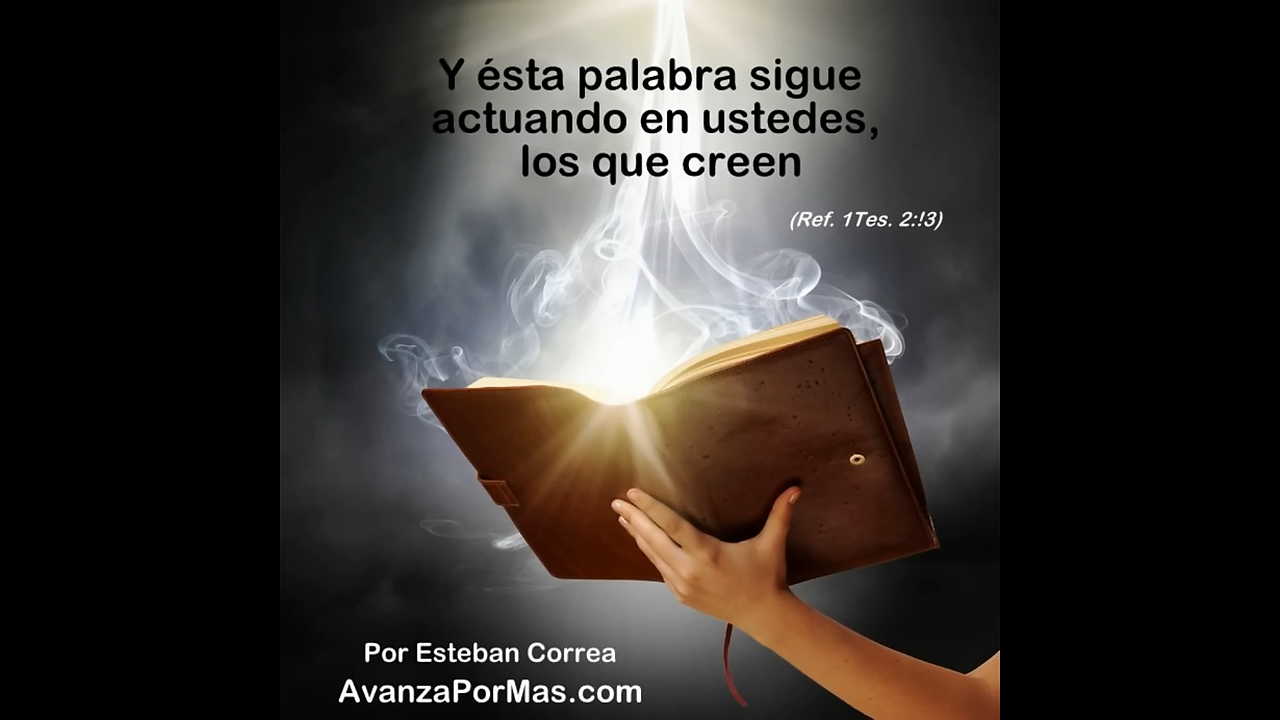 Y ésta palabra sigue
actuando en ustedes,
los que creen
(Ref. 1Tes. 2:!3)
Por Esteban Correa
AvanzaPorMas.com